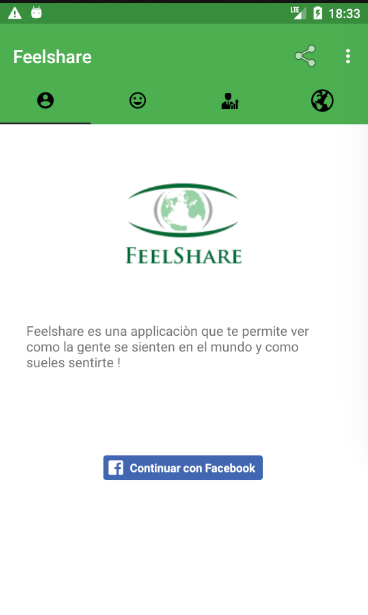 LTE 18:33
Feelshare
FEELSHARE
Feelshare es una applicaciòn que te permite ver
como la gente se sienten en el mundo y como
sueles sentirte !
Continuar con Facebook